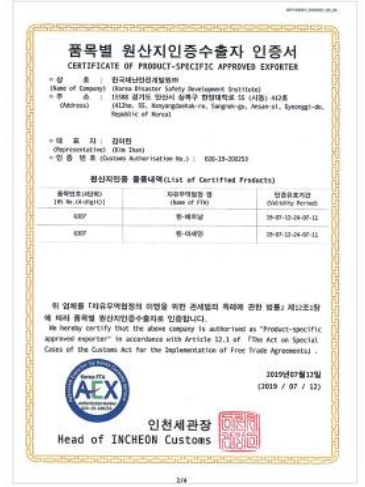 품목별 원산지인증수출자 인증서
CERTIFICATE OF PRODUCT-SPECIFIC APPROVED EXPORTER
○ 상 호 : 한국재난안전개발원㈜
(Name of Company) (Korea Disaster Safety Development Institute)
○ 주 소 : 15588 경기도 안산시 상록구 한양대학로 55 (사동) 412호
(Address) (412ho, 55, Hanyangdaehak-ro, Sangnok-gu, Ansan-si, Gyeonggi-do,
Republic of Korea)
○ 대 표 자 :
(Representative)
○ 인 증 번 호 (Customs Authorisation No.) : 020-19-200253
원산지인증 물품내역(List of Certified Products)
품목번호(4단위) 자유무역협정 명 인증유효기간
[HS No.(4-digit)] (Name of FTA) (Validity Period)
6307 한-베트남 19-07-12~24-07-11
6307 한-아세안 19-07-12~24-07-11
위 업체를 「자유무역협정의 이행을 위한 관세법의 특례에 관한 법률」 제12조1항
에 따라 품목별 원산지인증수출자로 인증합니다.
We hereby certify that the above company is authorised as "Product-specific
approved exporter" in accordance with Article 12.1 of 「The Act on Special
Cases of the Customs Act for the Implementation of Free Trade Agreements」.
2019년07월12일
(2019 / 07 / 12)
Korea FTA
AEX
인천세관장
Head of INCHEON Customs
2/4